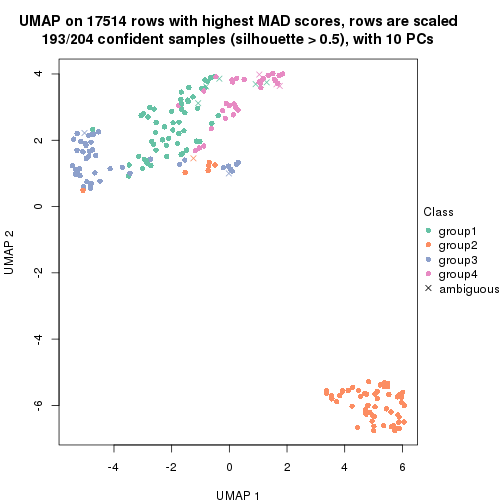 UMAP on 17514 rows with highest MAD scores, rows are scaled
193/204 confident samples (silhouette > 0.5), with 10 PCs
4
2
0
-2
-4
-6
UMAP 2
-4
-2
0
2
4
6
UMAP 1
Class
group1
group2
group3
group4
ambiguous